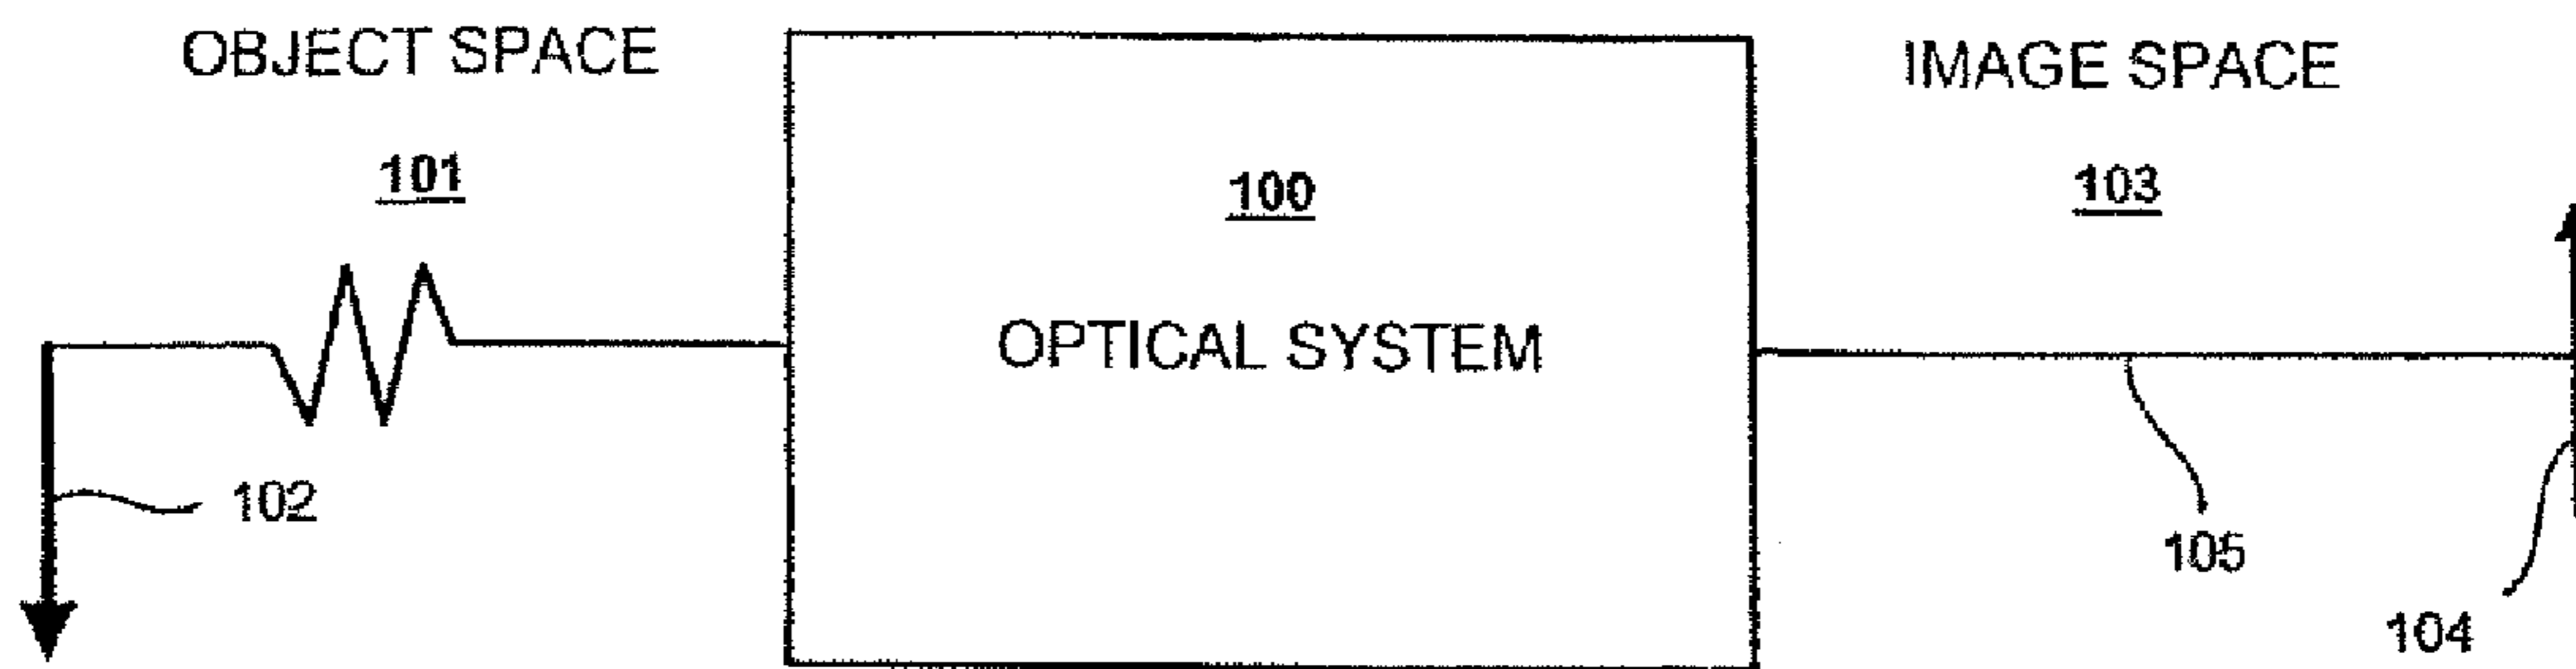 OBJECT SPACE
IMAGE SPACE
101
100
103
OPTICAL SYSTEM
102
105
104